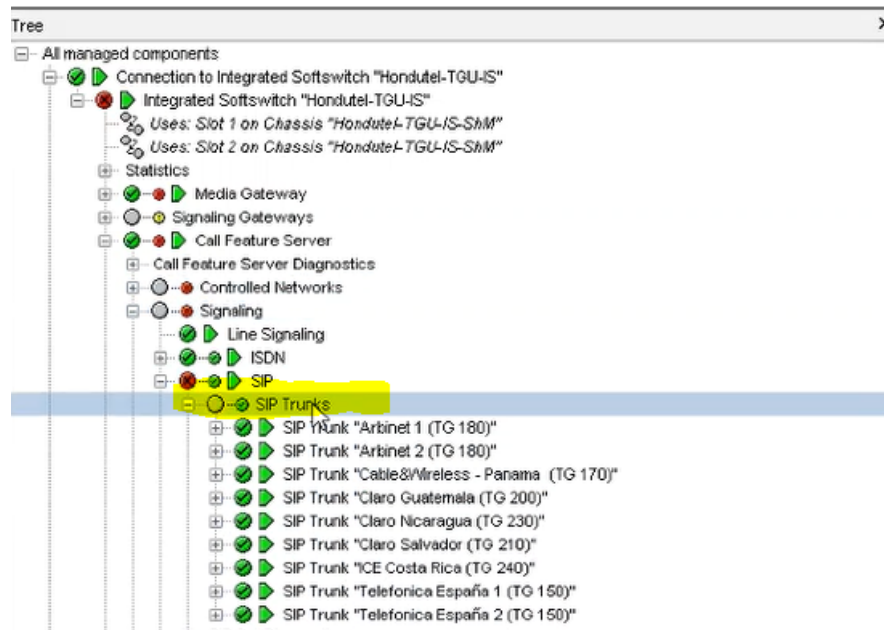 Tree
All managed components
Connection to Integrated Softswitch "Hondutel-TGU-IS"
Integrated Softswitch "Hondutel-TGU-IS"
Uses: Slot 1 on Chassis "Hondutel-TGU-IS-ShM"
Uses: Slot 2 on Chassis "Hondutel-TGU-IS-ShM"
Statistics
Media Gateway
Signaling Gateways
Call Feature Server
Call Feature Server Diagnostics
Controlled Networks
Signaling
Line Signaling
ISDN
SIP
SIP Trunks
SIP Trunk "Arbinet 1 (TG 180)"
SIP Trunk "Arbinet 2 (TG 180)"
SIP Trunk "Cable&Wireless - Panama (TG 170)"
SIP Trunk "Claro Guatemala (TG 200)"
SIP Trunk "Claro Nicaragua (TG 230)"
SIP Trunk "Claro Salvador (TG 210)"
SIP Trunk "ICE Costa Rica (TG 240)"
SIP Trunk "Telefonica España 1 (TG 150)"
SIP Trunk "Telefonica España 2 (TG 150)"